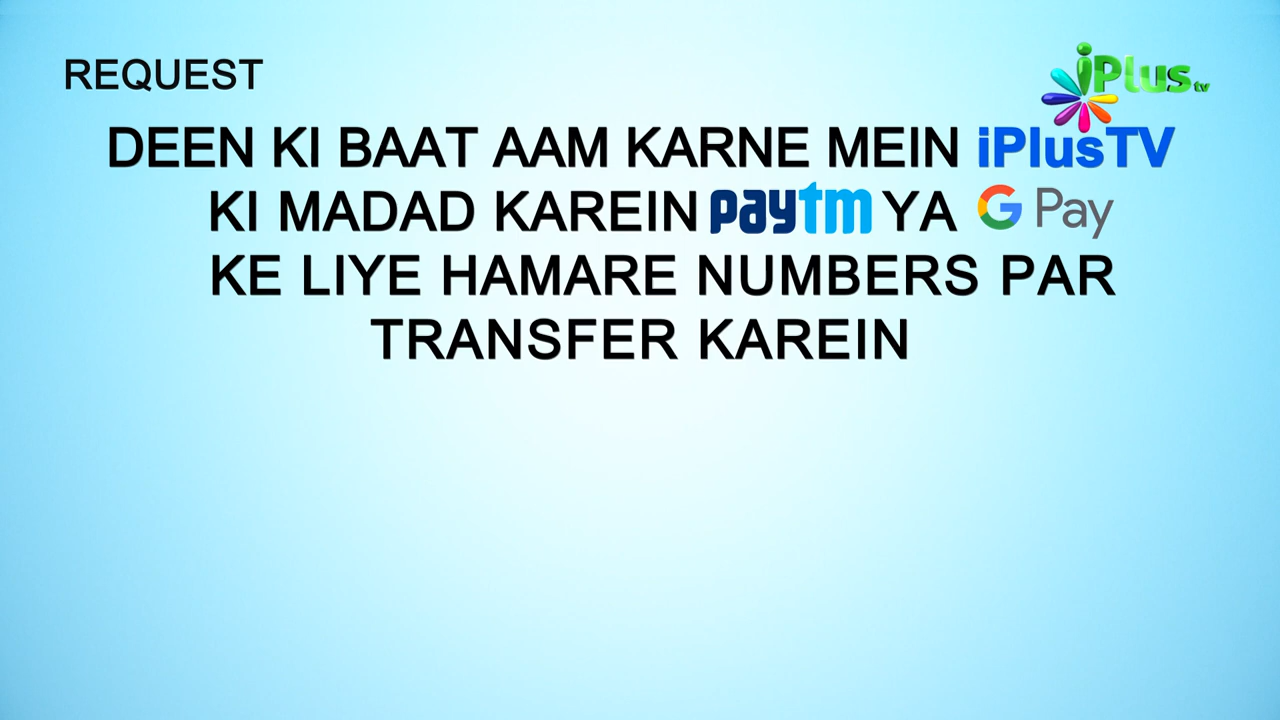 REQUEST
iPlus tv
DEEN KI BAAT AAM KARNE MEIN iPlusTV
KI MADAD KAREIN paytm YA G Pay
KE LIYE HAMARE NUMBERS PAR
TRANSFER KAREIN